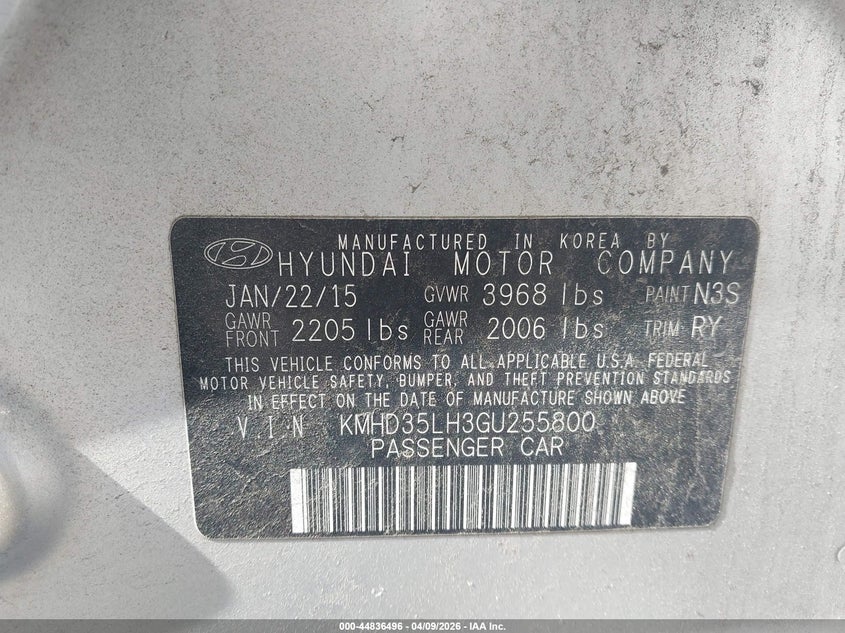 MANUFACTURED IN KOREA BY
HYUNDAI MOTOR COMPANY
JAN/22/15 GVWR 3968 lbs PAINT N3S
GAWR FRONT 2205 lbs GAWR REAR 2006 lbs TRIM RY
THIS VEHICLE CONFORMS TO ALL APPLICABLE U.S.A. FEDERAL
MOTOR VEHICLE SAFETY, BUMPER, AND THEFT PREVENTION STANDARDS
IN EFFECT ON THE DATE OF MANUFACTURE SHOWN ABOVE
V.I.N KMHD35LH3GU255800
PASSENGER CAR
000-44836496 - 04/09/2026 - IAA Inc.